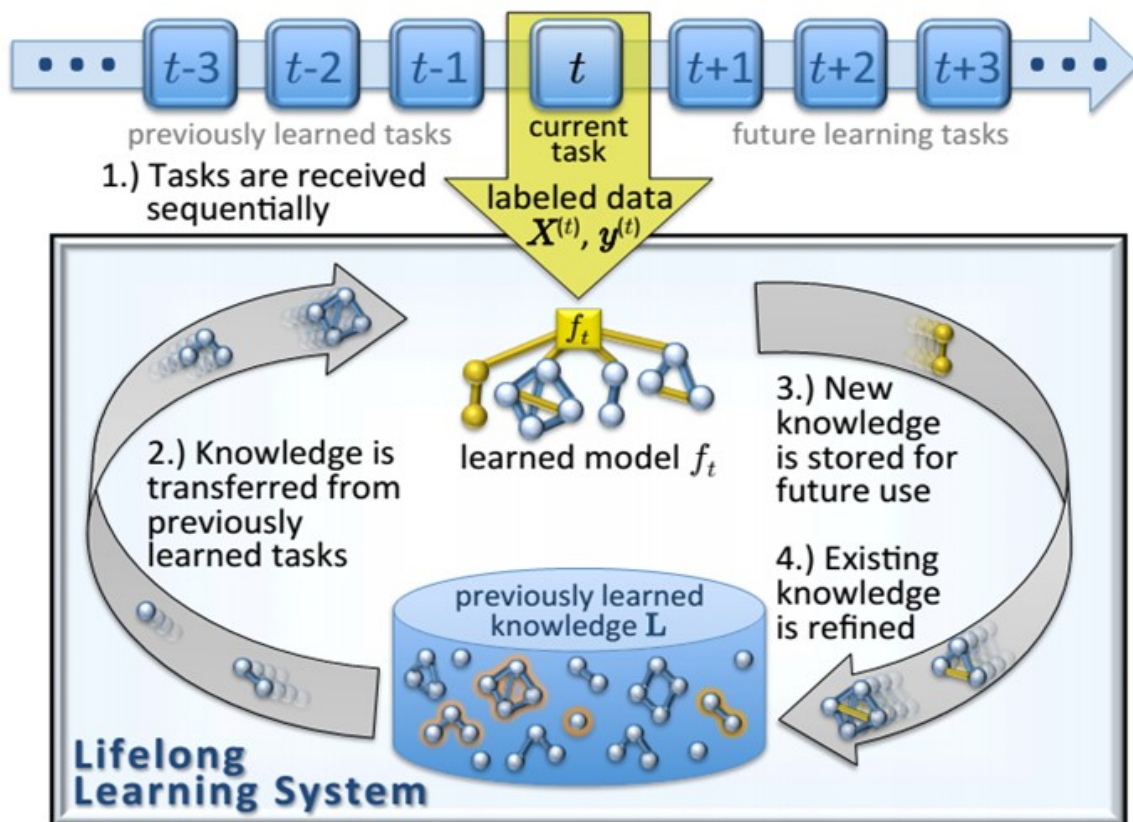 ... t-3 t-2 t-1 t t+1 t+2 t+3 ...
previously learned tasks
current
task
future learning tasks
1.) Tasks are received
sequentially
labeled data
X⁽ᵗ⁾, y⁽ᵗ⁾
fₜ
learned model fₜ
2.) Knowledge is
transferred from
previously
learned tasks
3.) New
knowledge
is stored for
future use
4.) Existing
knowledge
is refined
previously learned
knowledge L
Lifelong
Learning System